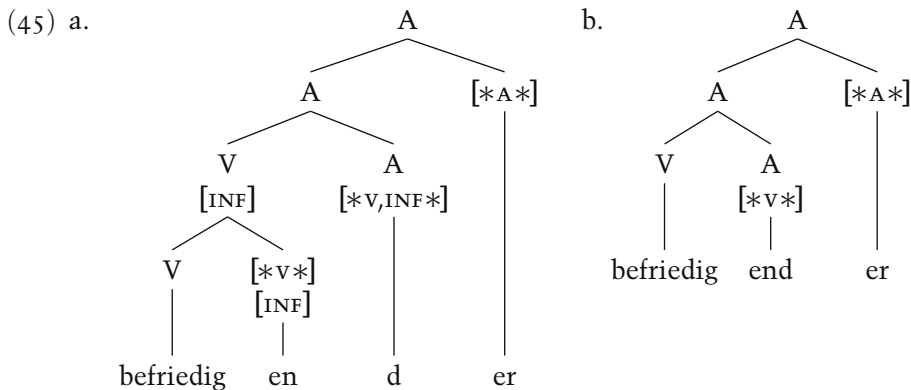 (45) a. A b. A
A [*A*] A [*A*]
V A V A
[INF] [*V,INF*] [*V*]
V [*V*] befriedig end er
[INF]
befriedig en d er